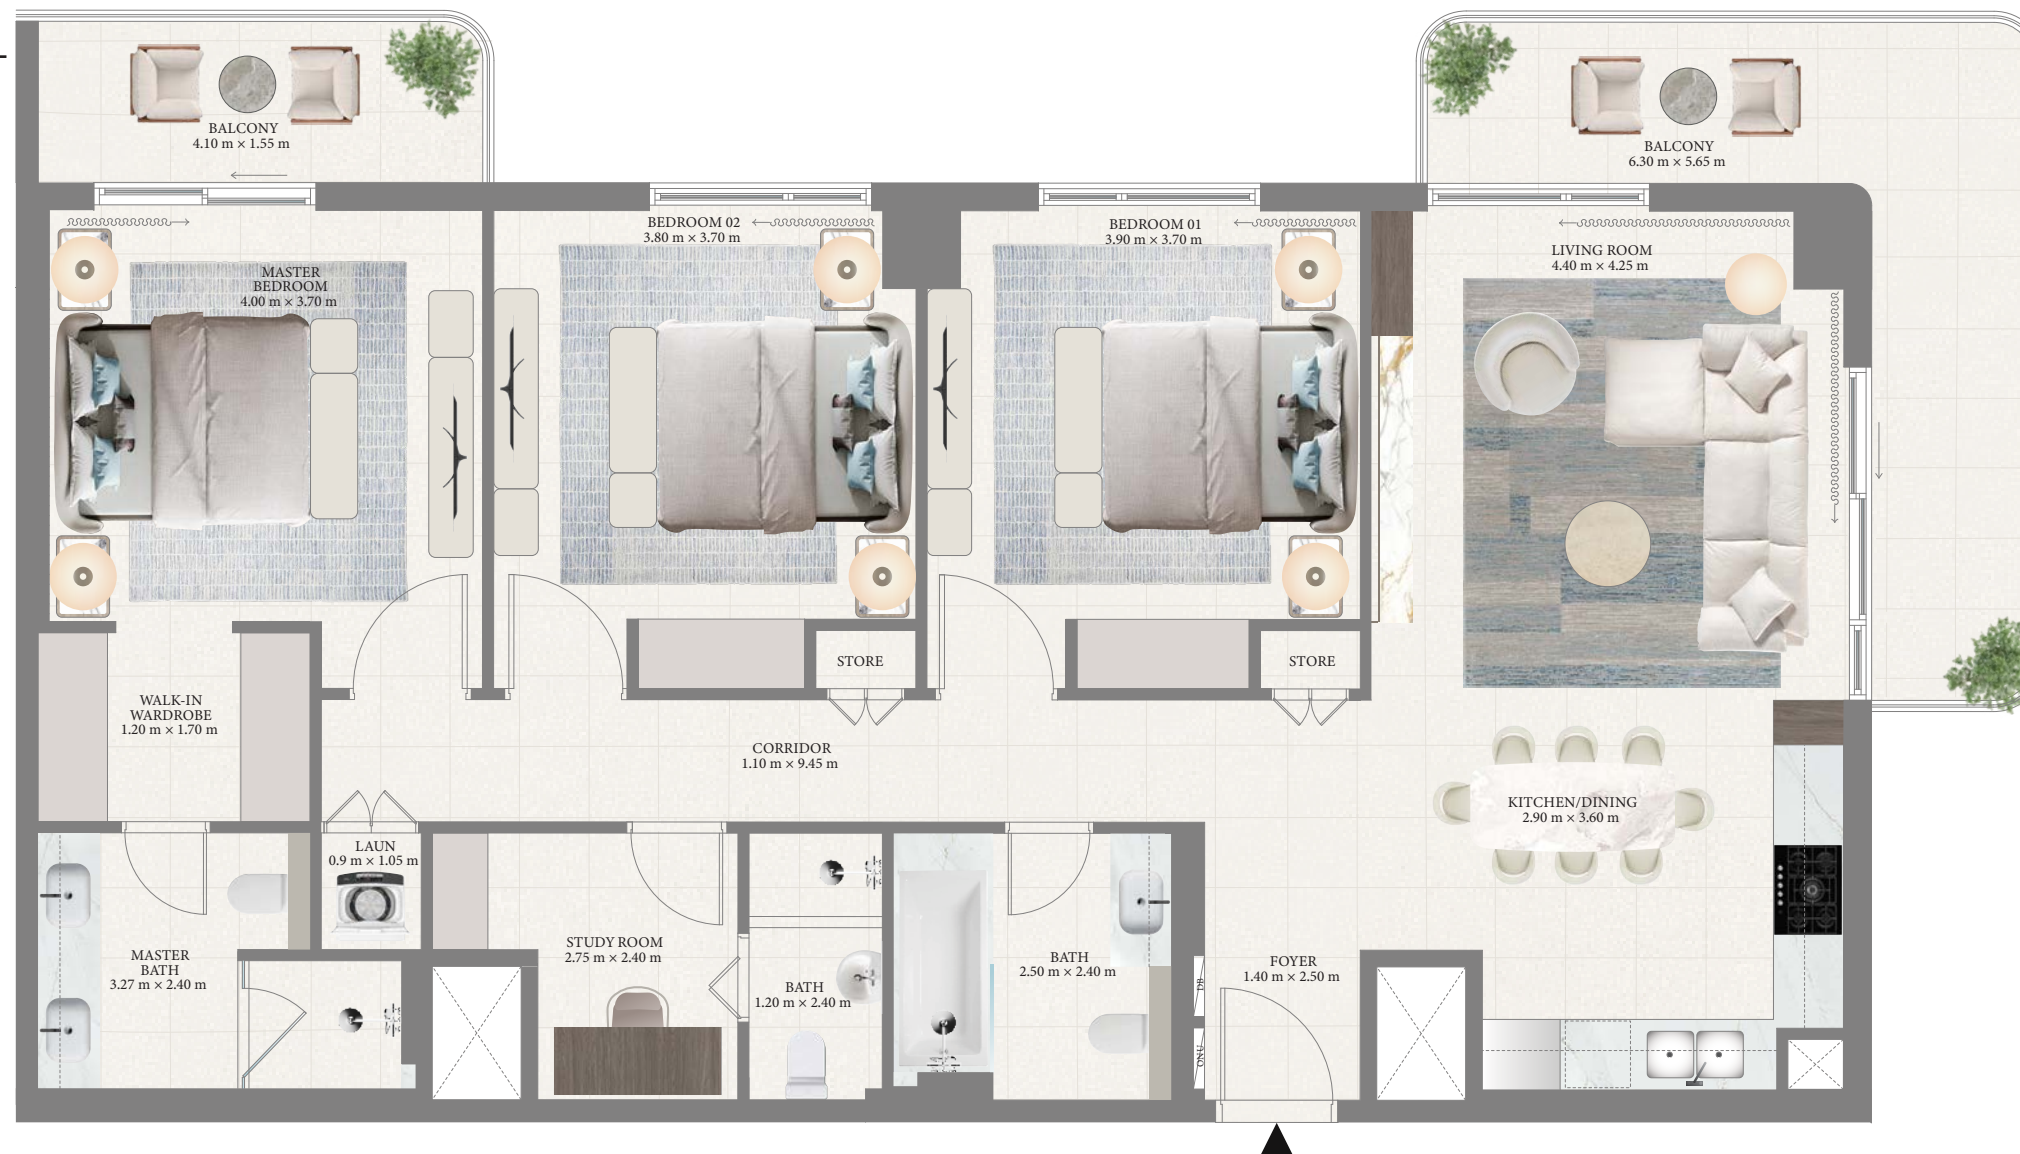 BALCONY
4.10 m × 1.55 m
BALCONY
6.30 m × 5.65 m
MASTER
BEDROOM
4.00 m × 3.70 m
BEDROOM 02
3.80 m × 3.70 m
BEDROOM 01
3.90 m × 3.70 m
LIVING ROOM
4.40 m × 4.25 m
STORE
STORE
WALK-IN
WARDROBE
1.20 m × 1.70 m
CORRIDOR
1.10 m × 9.45 m
KITCHEN/DINING
2.90 m × 3.60 m
LAUN
0.9 m × 1.05 m
MASTER
BATH
3.27 m × 2.40 m
STUDY ROOM
2.75 m × 2.40 m
BATH
1.20 m × 2.40 m
BATH
2.50 m × 2.40 m
FOYER
1.40 m × 2.50 m
DB
ONU